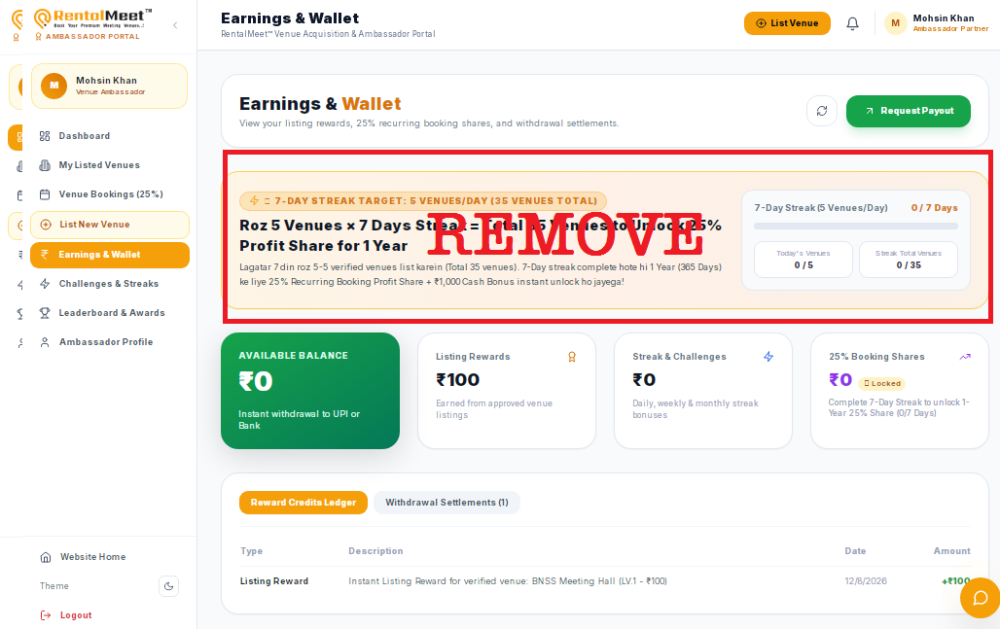 RentalMeet™
Book Your Premium Meeting Venues..!
AMBASSADOR PORTAL
M
Mohsin Khan
Venue Ambassador
Dashboard
My Listed Venues
Venue Bookings (25%)
List New Venue
₹ Earnings & Wallet
Challenges & Streaks
Leaderboard & Awards
Ambassador Profile
Website Home
Theme
Logout
Earnings & Wallet
RentalMeet™ Venue Acquisition & Ambassador Portal
List Venue
M
Mohsin Khan
Ambassador Partner
Earnings & Wallet
View your listing rewards, 25% recurring booking shares, and withdrawal settlements.
Request Payout
7-DAY STREAK TARGET: 5 VENUES/DAY (35 VENUES TOTAL)
Roz 5 Venues × 7 Days Streak = Total 35 Venues to Unlock 25%
Profit Share for 1 Year
REMOVE
Lagatar 7 din roz 5-5 verified venues list karein (Total 35 venues). 7-Day streak complete hote hi 1 Year (365 Days)
ke liye 25% Recurring Booking Profit Share + ₹1,000 Cash Bonus instant unlock ho jayega!
7-Day Streak (5 Venues/Day) 0 / 7 Days
Today's Venues
0 / 5
Streak Total Venues
0 / 35
AVAILABLE BALANCE
₹0
Instant withdrawal to UPI or
Bank
Listing Rewards
₹100
Earned from approved venue
listings
Streak & Challenges
₹0
Daily, weekly & monthly streak
bonuses
25% Booking Shares
₹0 Locked
Complete 7-Day Streak to unlock 1-
Year 25% Share (0/7 Days)
Reward Credits Ledger
Withdrawal Settlements (1)
Type Description Date Amount
Listing Reward Instant Listing Reward for verified venue: BNSS Meeting Hall (LV.1 - ₹100) 12/8/2026 +₹100